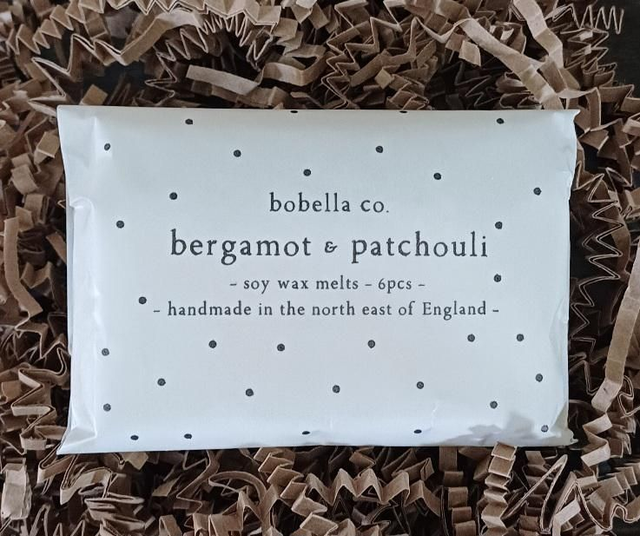 bobella co.
bergamot & patchouli
- soy wax melts - 6pcs -
- handmade in the north east of England -